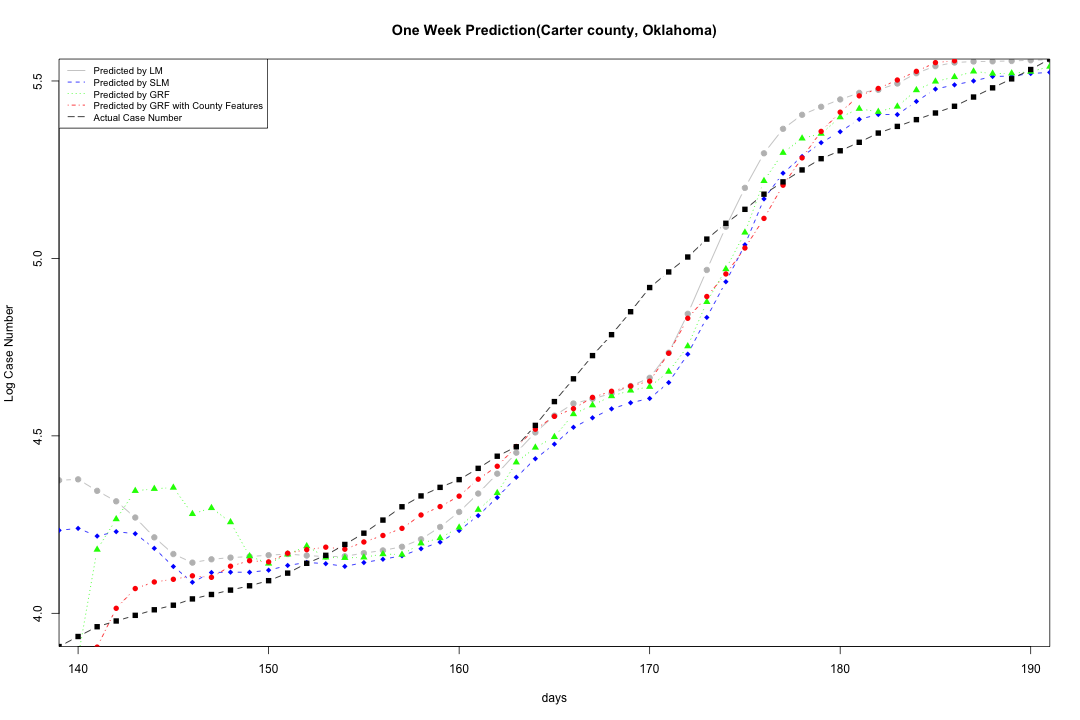 One Week Prediction(Carter county, Oklahoma)
Predicted by LM
Predicted by SLM
Predicted by GRF
Predicted by GRF with County Features
Actual Case Number
5.5
5.0
4.5
4.0
Log Case Number
140 150 160 170 180 190
days